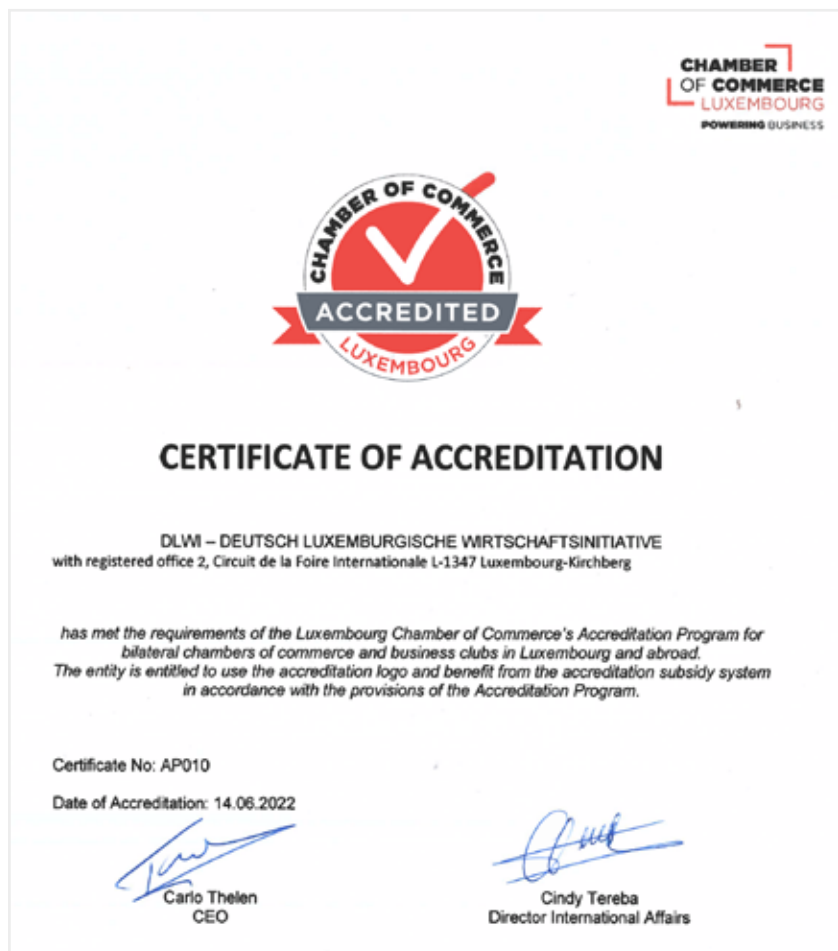 CHAMBER
OF COMMERCE
LUXEMBOURG
POWERING BUSINESS
CHAMBER OF COMMERCE
ACCREDITED
LUXEMBOURG
CERTIFICATE OF ACCREDITATION
DLWI – DEUTSCH LUXEMBURGISCHE WIRTSCHAFTSINITIATIVE
with registered office 2, Circuit de la Foire Internationale L-1347 Luxembourg-Kirchberg
has met the requirements of the Luxembourg Chamber of Commerce's Accreditation Program for
bilateral chambers of commerce and business clubs in Luxembourg and abroad.
The entity is entitled to use the accreditation logo and benefit from the accreditation subsidy system
in accordance with the provisions of the Accreditation Program.
Certificate No: AP010
Date of Accreditation: 14.06.2022
Carlo Thelen
CEO
Cindy Tereba
Director International Affairs